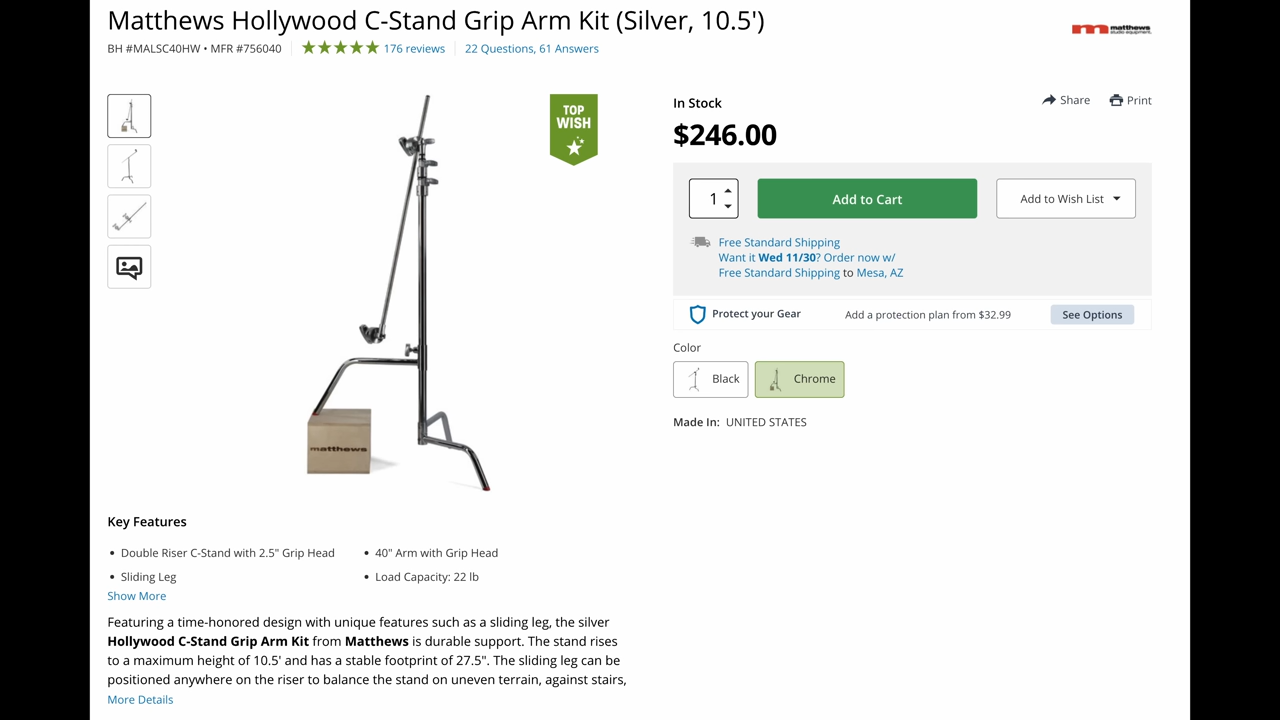 Matthews Hollywood C-Stand Grip Arm Kit (Silver, 10.5')
matthews
studio equipment.
BH #MALSC40HW • MFR #756040
176 reviews
22 Questions, 61 Answers
TOP
WISH
matthews
In Stock
Share
Print
$246.00
1
Add to Cart
Add to Wish List
Free Standard Shipping
Want it Wed 11/30? Order now w/
Free Standard Shipping to Mesa, AZ
Protect your Gear
Add a protection plan from $32.99
See Options
Color
Black
Chrome
Made In: UNITED STATES
Key Features
• Double Riser C-Stand with 2.5" Grip Head
• 40" Arm with Grip Head
• Sliding Leg
• Load Capacity: 22 lb
Show More
Featuring a time-honored design with unique features such as a sliding leg, the silver
Hollywood C-Stand Grip Arm Kit from Matthews is durable support. The stand rises
to a maximum height of 10.5' and has a stable footprint of 27.5". The sliding leg can be
positioned anywhere on the riser to balance the stand on uneven terrain, against stairs,
More Details